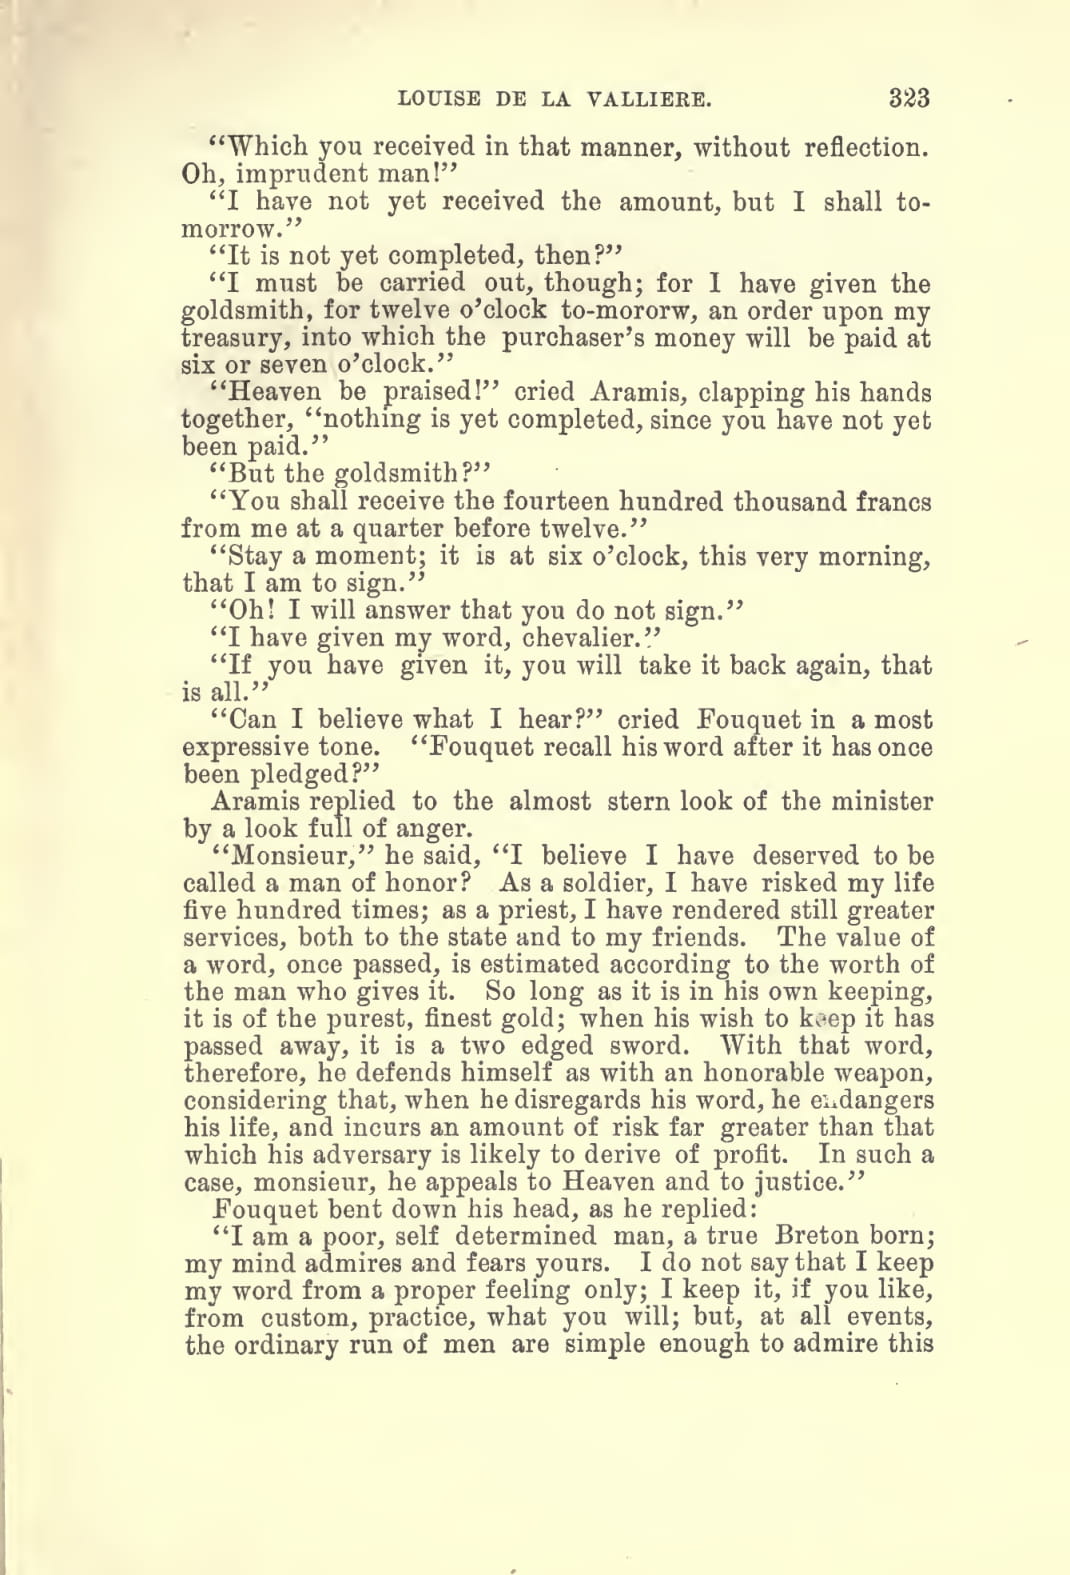 LOUISE DE LA VALLIERE. 323
“Which you received in that manner, without reflection.
Oh, imprudent man!”
“I have not yet received the amount, but I shall to-
morrow.”
“It is not yet completed, then?”
“I must be carried out, though; for I have given the
goldsmith, for twelve o’clock to-mororw, an order upon my
treasury, into which the purchaser’s money will be paid at
six or seven o’clock.”
“Heaven be praised!” cried Aramis, clapping his hands
together, “nothing is yet completed, since you have not yet
been paid.”
“But the goldsmith?”
“You shall receive the fourteen hundred thousand francs
from me at a quarter before twelve.”
“Stay a moment; it is at six o’clock, this very morning,
that I am to sign.”
“Oh! I will answer that you do not sign.”
“I have given my word, chevalier.”
“If you have given it, you will take it back again, that
is all.”
“Can I believe what I hear?” cried Fouquet in a most
expressive tone. “Fouquet recall his word after it has once
been pledged?”
Aramis replied to the almost stern look of the minister
by a look full of anger.
“Monsieur,” he said, “I believe I have deserved to be
called a man of honor? As a soldier, I have risked my life
five hundred times; as a priest, I have rendered still greater
services, both to the state and to my friends. The value of
a word, once passed, is estimated according to the worth of
the man who gives it. So long as it is in his own keeping,
it is of the purest, finest gold; when his wish to keep it has
passed away, it is a two edged sword. With that word,
therefore, he defends himself as with an honorable weapon,
considering that, when he disregards his word, he endangers
his life, and incurs an amount of risk far greater than that
which his adversary is likely to derive of profit. In such a
case, monsieur, he appeals to Heaven and to justice.”
Fouquet bent down his head, as he replied:
“I am a poor, self determined man, a true Breton born;
my mind admires and fears yours. I do not say that I keep
my word from a proper feeling only; I keep it, if you like,
from custom, practice, what you will; but, at all events,
the ordinary run of men are simple enough to admire this